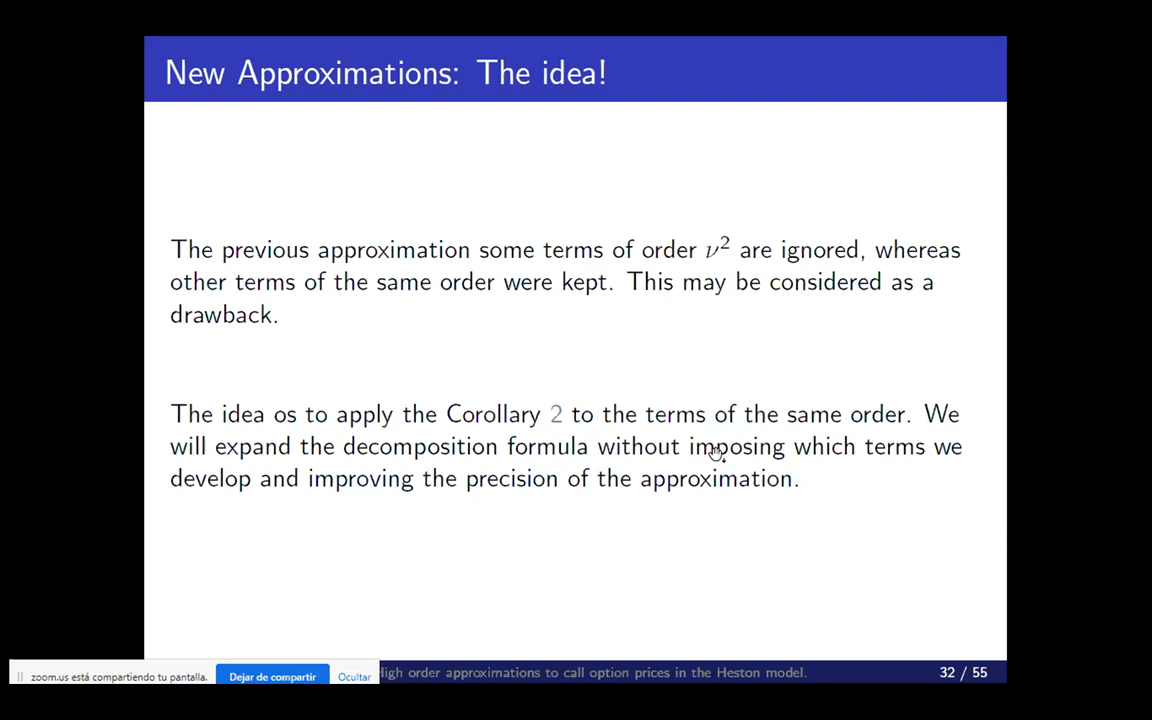 New Approximations: The idea!
The previous approximation some terms of order ν² are ignored, whereas
other terms of the same order were kept. This may be considered as a
drawback.
The idea os to apply the Corollary 2 to the terms of the same order. We
will expand the decomposition formula without imposing which terms we
develop and improving the precision of the approximation.
zoom.us está compartiendo tu pantalla. Dejar de compartir Ocultar
High order approximations to call option prices in the Heston model. 32 / 55